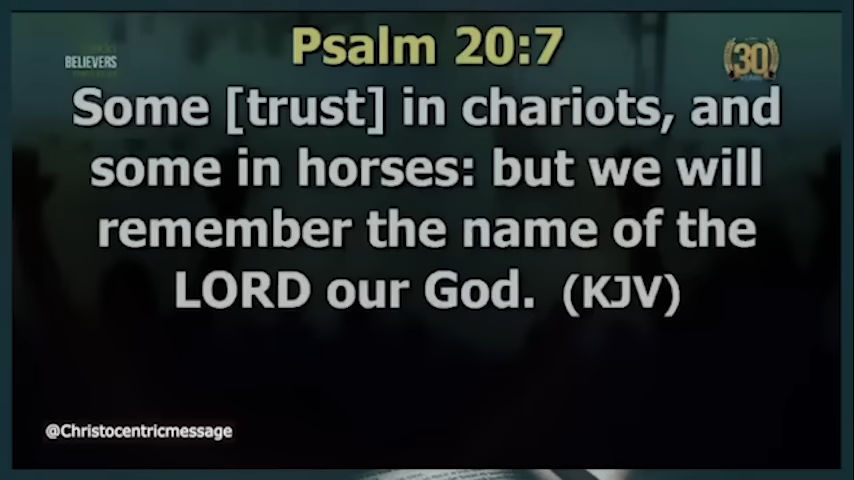 Psalm 20:7
BELIEVERS
30
Some [trust] in chariots, and
some in horses: but we will
remember the name of the
LORD our God. (KJV)
@Christocentricmessage